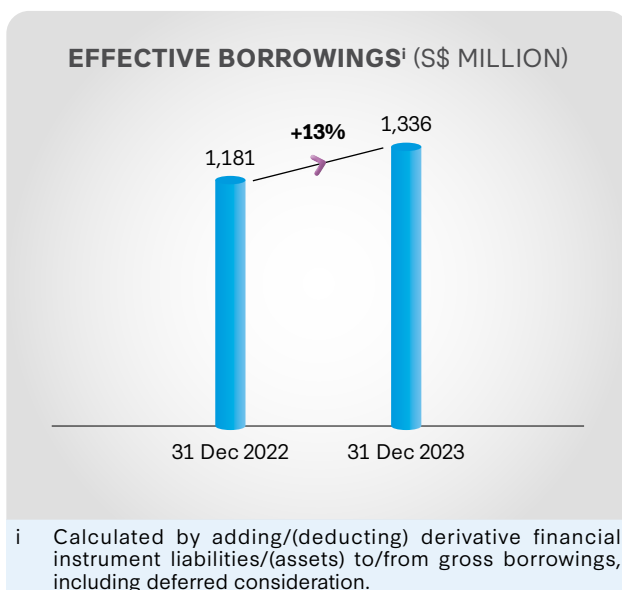 EFFECTIVE BORROWINGSⁱ (S$ MILLION)
+13%
1,336
1,181
31 Dec 2022 31 Dec 2023
i Calculated by adding/(deducting) derivative financial
instrument liabilities/(assets) to/from gross borrowings,
including deferred consideration.